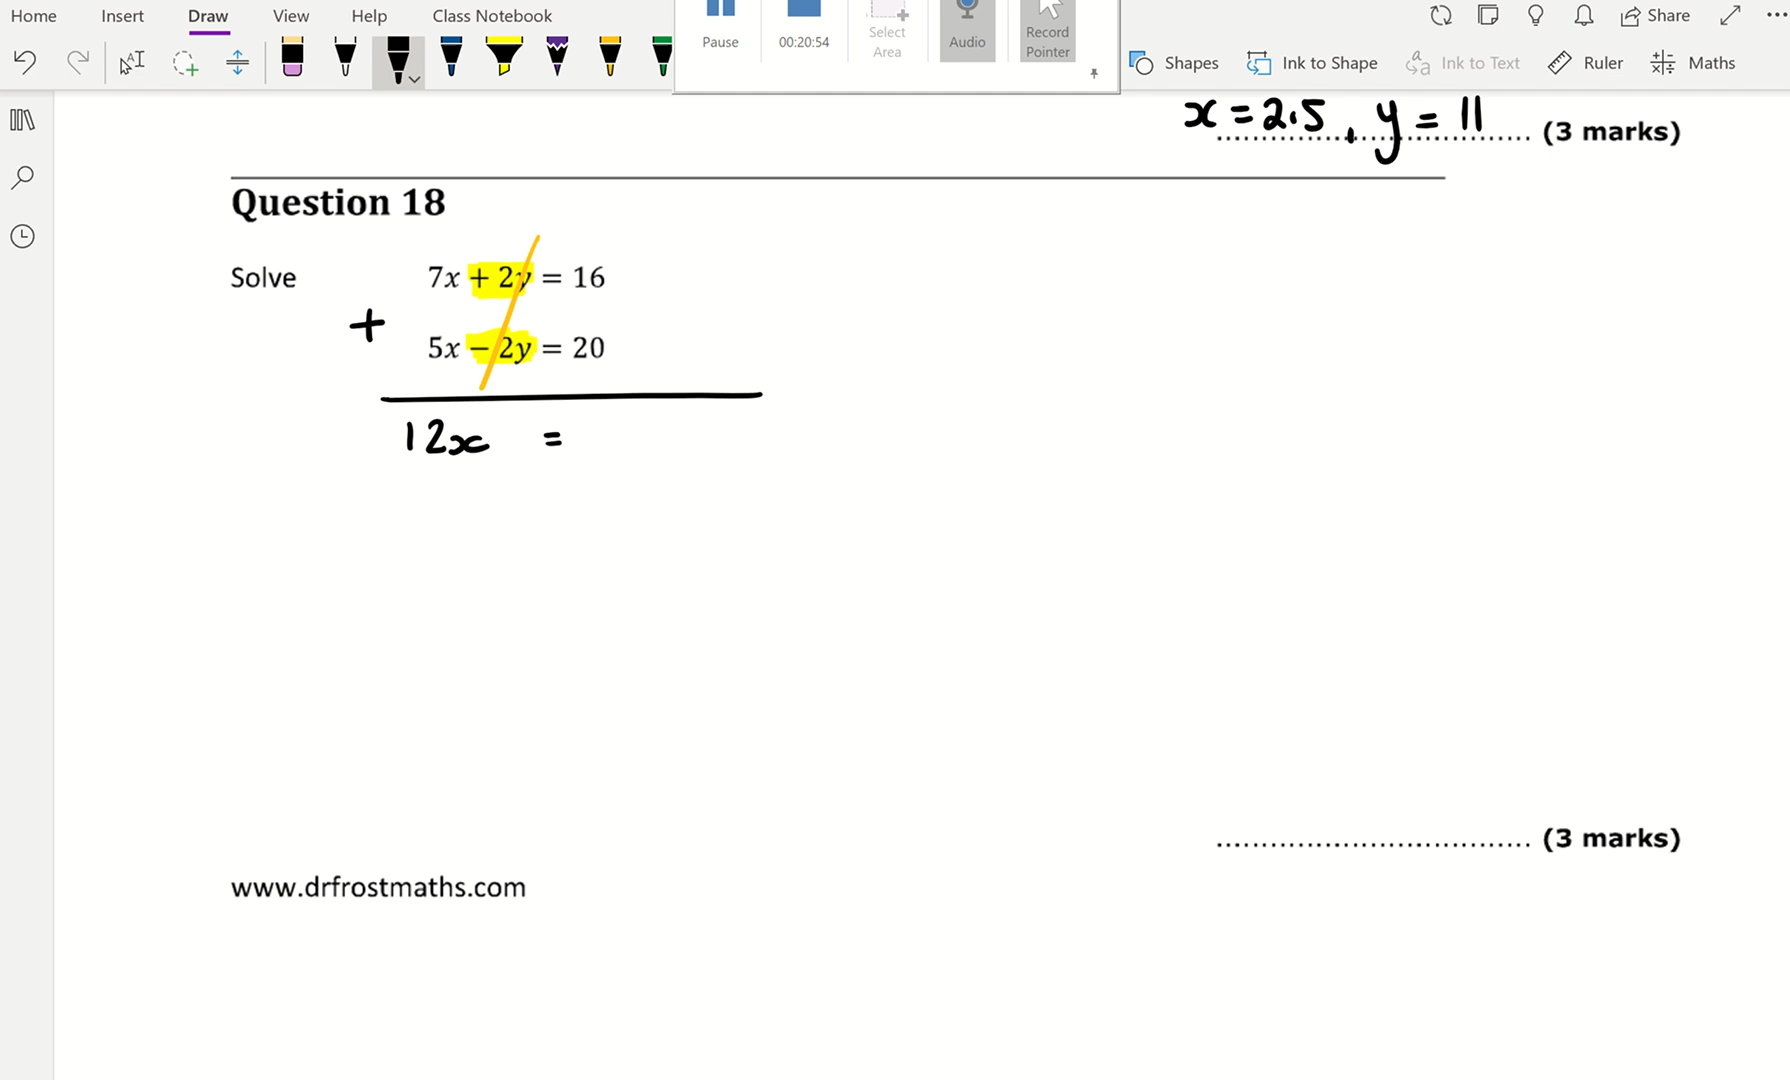 Home Insert Draw View Help Class Notebook
Share
Pause 00:20:54 Select Area Audio Record Pointer
Shapes Ink to Shape Ink to Text Ruler Maths
x = 2.5, y = 11 (3 marks)
Question 18
Solve 7x + 2y = 16
+
5x − 2y = 20
12x =
(3 marks)
www.drfrostmaths.com